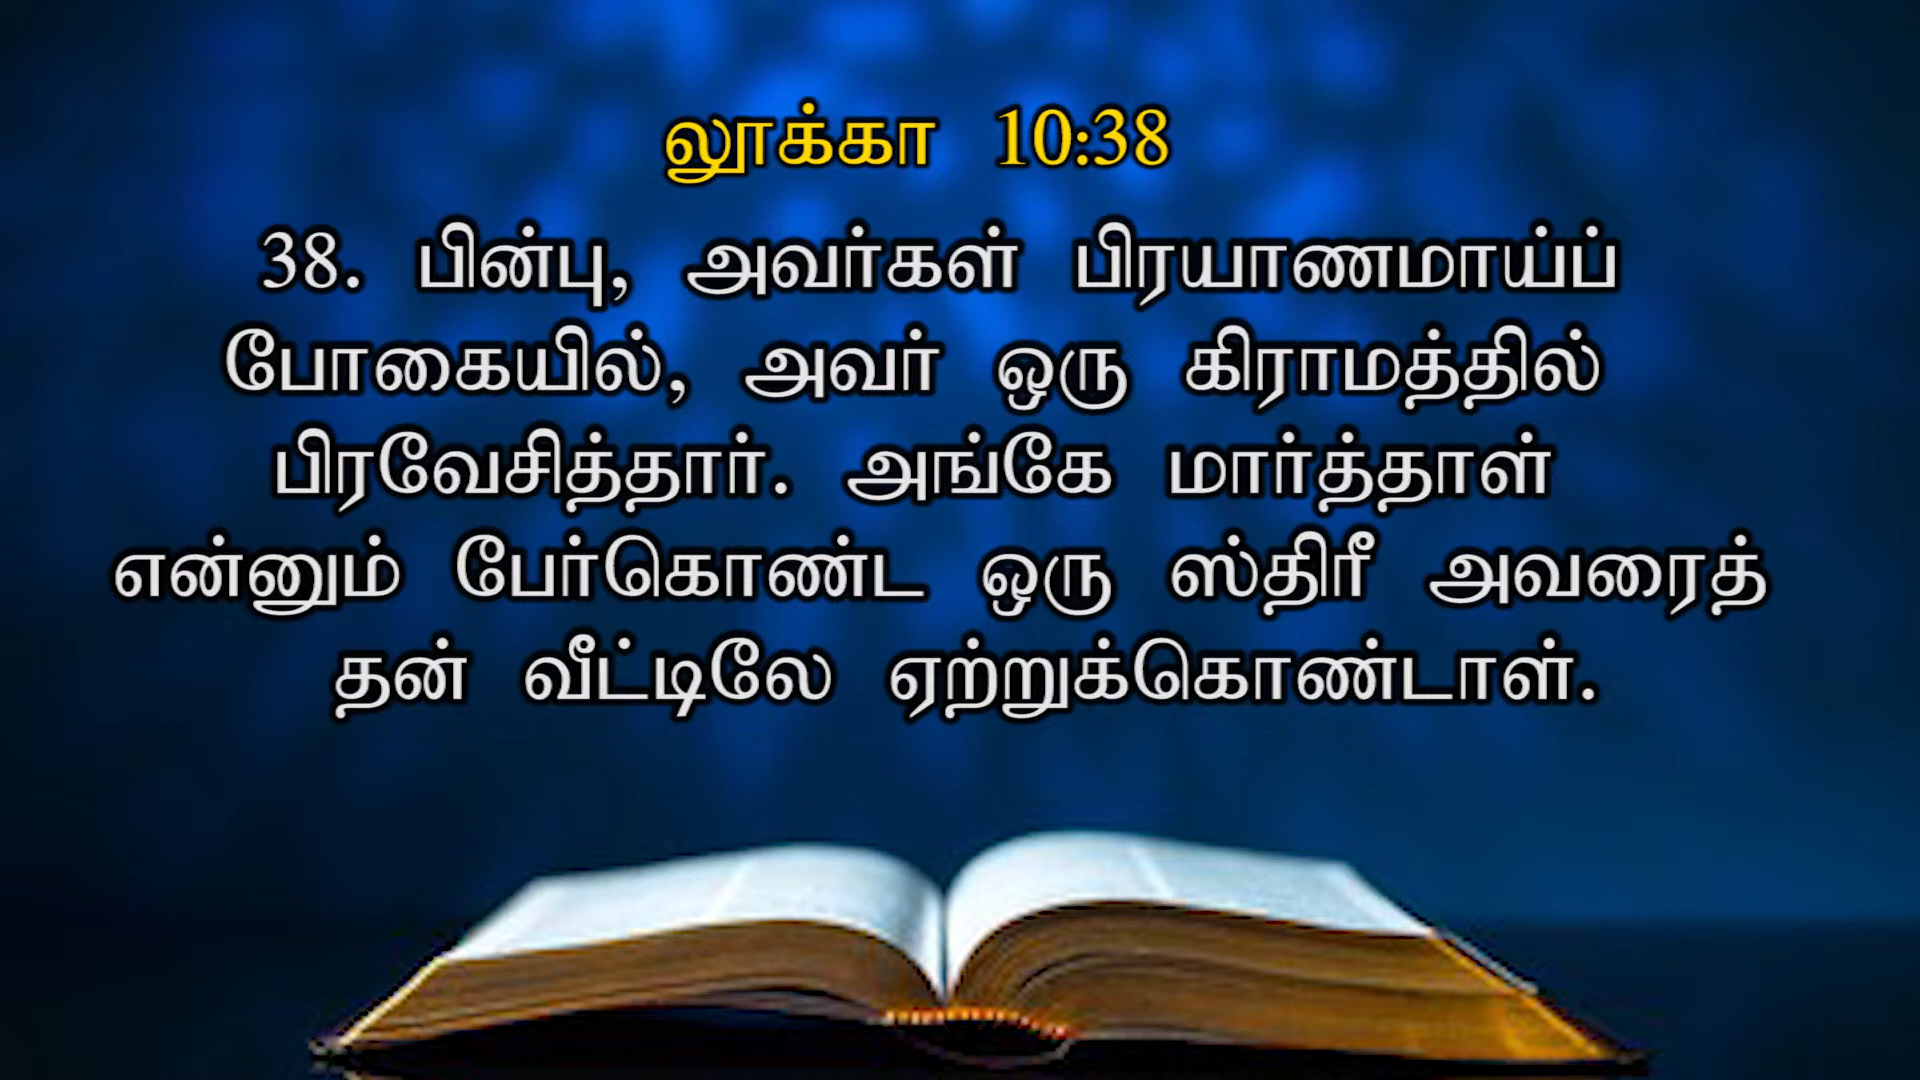 லூக்கா 10:38
38. பின்பு, அவர்கள் பிரயாணமாய்ப்
போகையில், அவர் ஒரு கிராமத்தில்
பிரவேசித்தார். அங்கே மார்த்தாள்
என்னும் பேர்கொண்ட ஒரு ஸ்திரீ அவரைத்
தன் வீட்டிலே ஏற்றுக்கொண்டாள்.